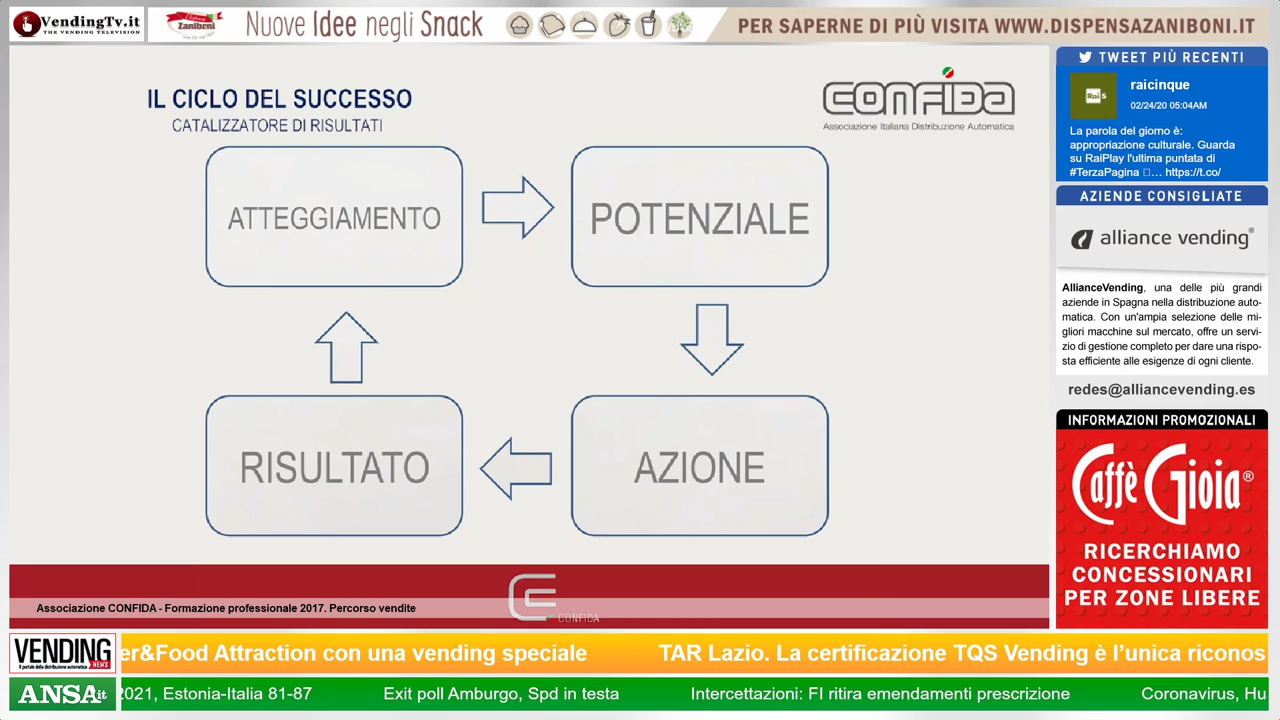 VendingTv.it
THE VENDING TELEVISION
Zaniboni
Nuove Idee negli Snack
PER SAPERNE DI PIÙ VISITA WWW.DISPENSAZANIBONI.IT
IL CICLO DEL SUCCESSO
CATALIZZATORE DI RISULTATI
CONFIDA
Associazione Italiana Distribuzione Automatica
ATTEGGIAMENTO
POTENZIALE
RISULTATO
AZIONE
CONFIDA
Associazione CONFIDA - Formazione professionale 2017. Percorso vendite
TWEET PIÙ RECENTI
Rai 5
raicinque
02/24/20 05:04AM
La parola del giorno è:
appropriazione culturale. Guarda
su RaiPlay l'ultima puntata di
#TerzaPagina … https://t.co/
AZIENDE CONSIGLIATE
alliance vending®
AllianceVending, una delle più grandi
aziende in Spagna nella distribuzione auto-
matica. Con un'ampia selezione delle mi-
gliori macchine sul mercato, offre un servi-
zio di gestione completo per dare una rispo-
sta efficiente alle esigenze di ogni cliente.
redes@alliancevending.es
INFORMAZIONI PROMOZIONALI
Caffè Gioia®
RICERCHIAMO
CONCESSIONARI
PER ZONE LIBERE
VENDING NEWS
Il portale della distribuzione automatica
er&Food Attraction con una vending speciale TAR Lazio. La certificazione TQS Vending è l'unica riconos
ANSA.it
2021, Estonia-Italia 81-87 Exit poll Amburgo, Spd in testa Intercettazioni: FI ritira emendamenti prescrizione Coronavirus, Hu